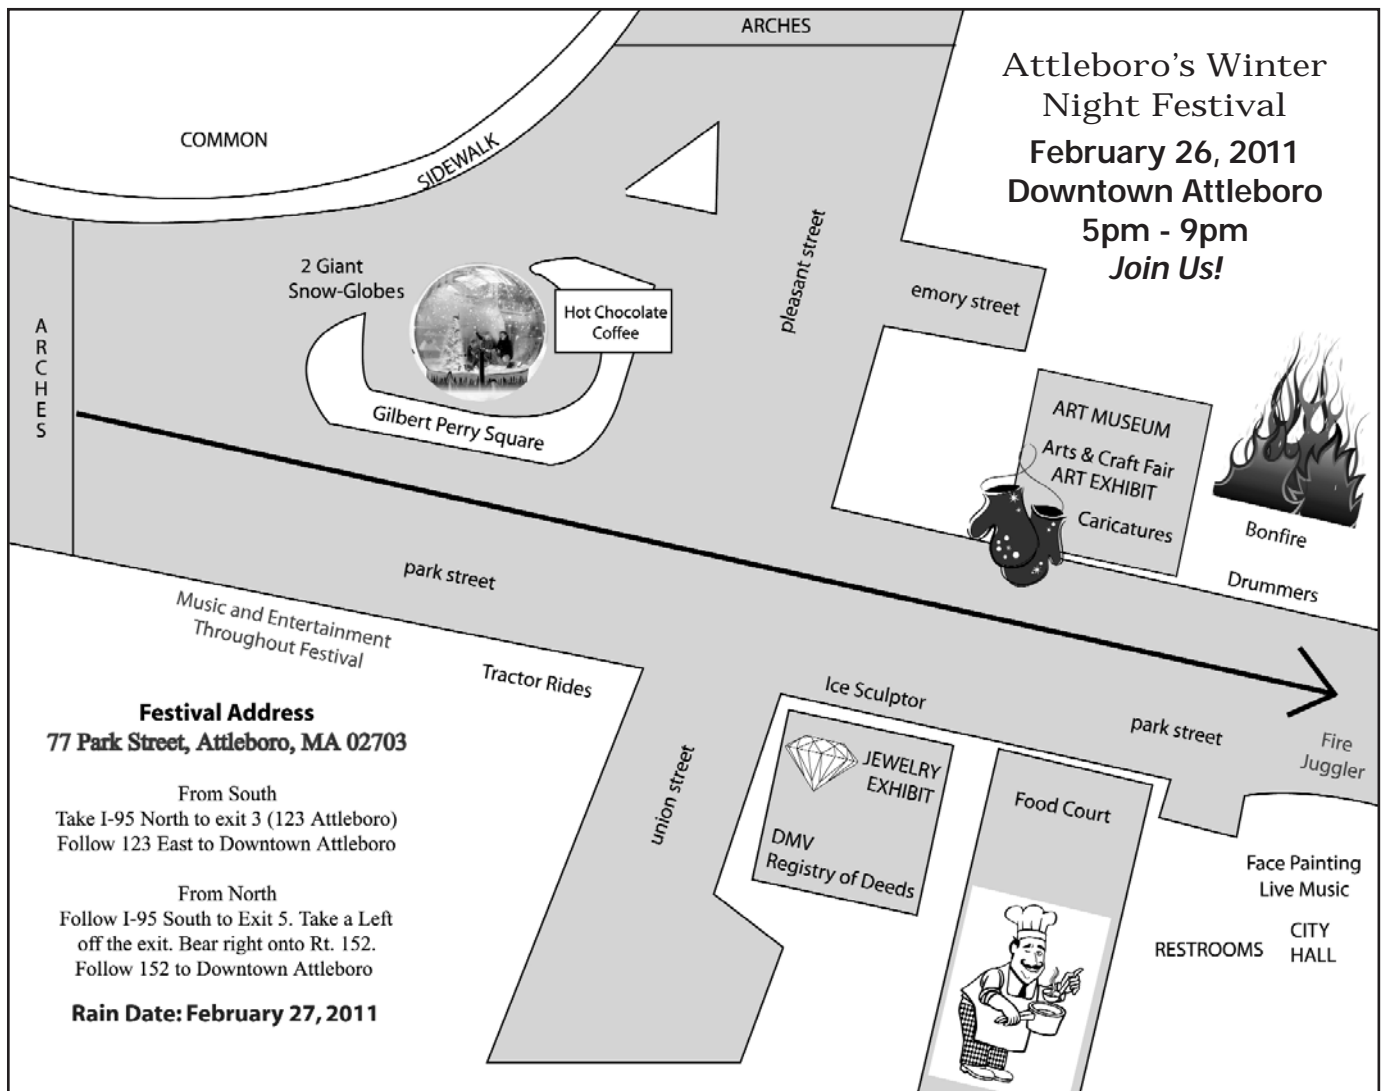 ARCHES
Attleboro’s Winter
Night Festival
February 26, 2011
Downtown Attleboro
5pm - 9pm
Join Us!
COMMON
SIDEWALK
pleasant street
2 Giant
Snow-Globes
Hot Chocolate
Coffee
emory street
ARCHES
Gilbert Perry Square
ART MUSEUM
Arts & Craft Fair
ART EXHIBIT
Caricatures
Bonfire
Drummers
park street
Music and Entertainment
Throughout Festival
Tractor Rides
Ice Sculptor
park street
Fire
Juggler
union street
JEWELRY
EXHIBIT
DMV
Registry of Deeds
Food Court
Face Painting
Live Music
CITY
HALL
RESTROOMS
Festival Address
77 Park Street, Attleboro, MA 02703
From South
Take I-95 North to exit 3 (123 Attleboro)
Follow 123 East to Downtown Attleboro
From North
Follow I-95 South to Exit 5. Take a Left
off the exit. Bear right onto Rt. 152.
Follow 152 to Downtown Attleboro
Rain Date: February 27, 2011